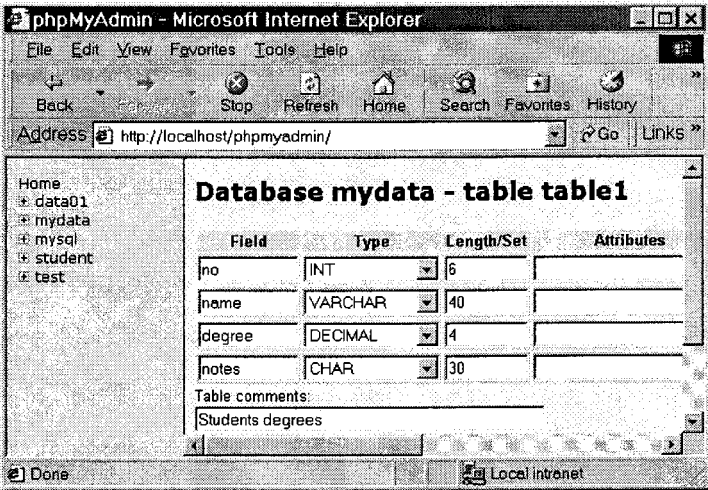 phpMyAdmin - Microsoft Internet Explorer
File Edit View Favorites Tools Help
Back Forward Stop Refresh Home Search Favorites History »
Address http://localhost/phpmyadmin/ Go Links »
Home
data01
mydata
mysql
student
test
Database mydata - table table1
Field Type Length/Set Attributes
no INT 6
name VARCHAR 40
degree DECIMAL 4
notes CHAR 30
Table comments:
Students degrees
Done Local intranet